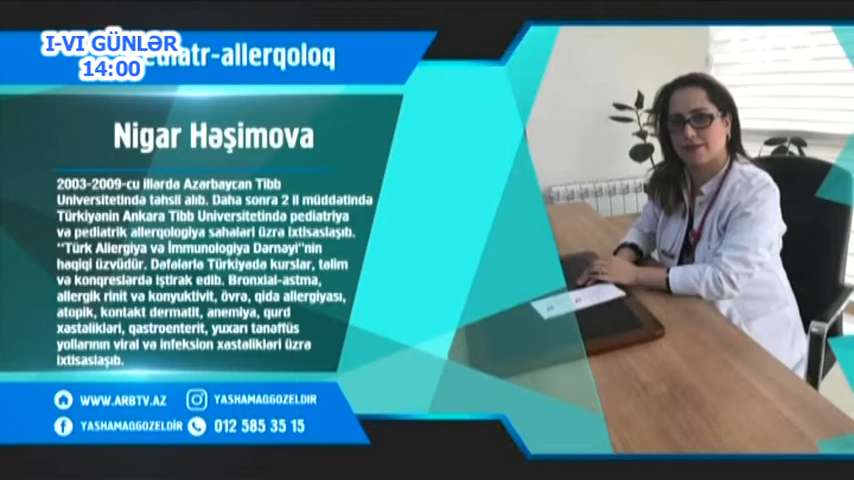 I-VI GÜNLƏR
14:00
Pediatr-allerqoloq
Nigar Həşimova
2003-2009-cu illərdə Azərbaycan Tibb
Universitetində təhsil alıb. Daha sonra 2 il müddətində
Türkiyənin Ankara Tibb Universitetində pediatriya
və pediatrik allerqologiya sahələri üzrə ixtisaslaşıb.
"Türk Allergiya və İmmunologiya Dərnəyi"nin
həqiqi üzvüdür. Dəfələrlə Türkiyədə kurslar, təlim
və konqreslərdə iştirak edib. Bronxial-astma,
allergik rinit və konyuktivit, övrə, qida allergiyası,
atopik, kontakt dermatit, anemiya, qurd
xəstəlikləri, qastroenterit, yuxarı tənəffüs
yollarının viral və infeksion xəstəlikləri üzrə
ixtisaslaşıb.
WWW.ARBTV.AZ YASHAMAQGOZELDIR
YASHAMAQGOZELDİR 012 585 35 15